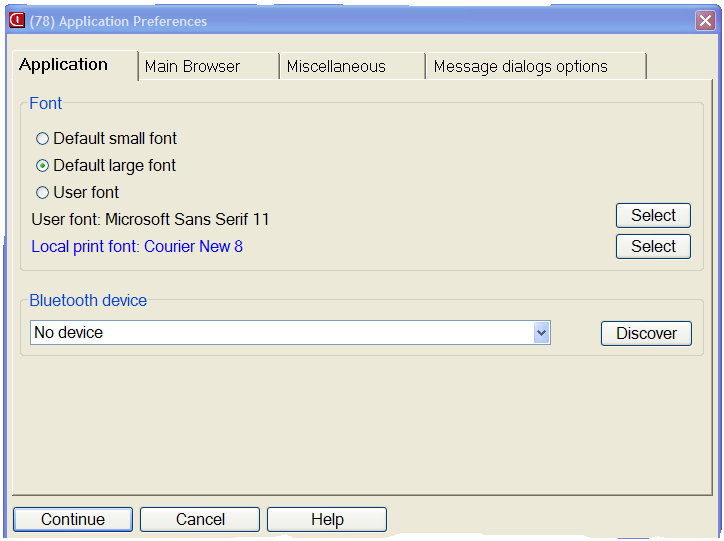 (78) Application Preferences
Application Main Browser Miscellaneous Message dialogs options
Font
Default small font
Default large font
User font
User font: Microsoft Sans Serif 11 Select
Local print font: Courier New 8 Select
Bluetooth device
No device Discover
Continue Cancel Help